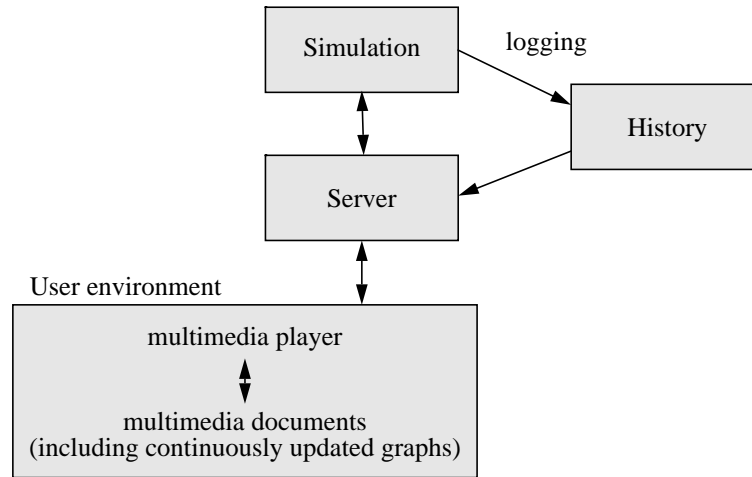 Simulation
logging
History
Server
User environment
multimedia player
multimedia documents
(including continuously updated graphs)